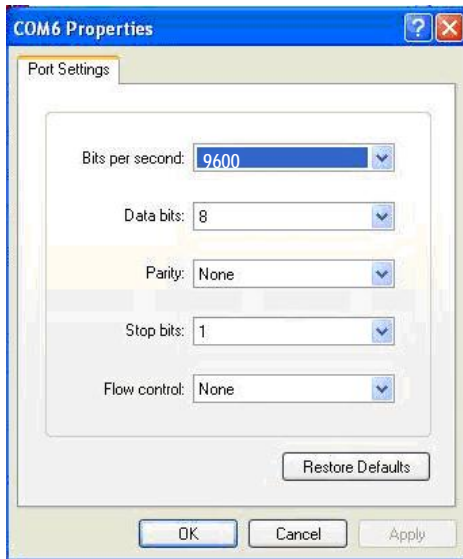 COM6 Properties
Port Settings
Bits per second: 9600
Data bits: 8
Parity: None
Stop bits: 1
Flow control: None
Restore Defaults
OK Cancel Apply